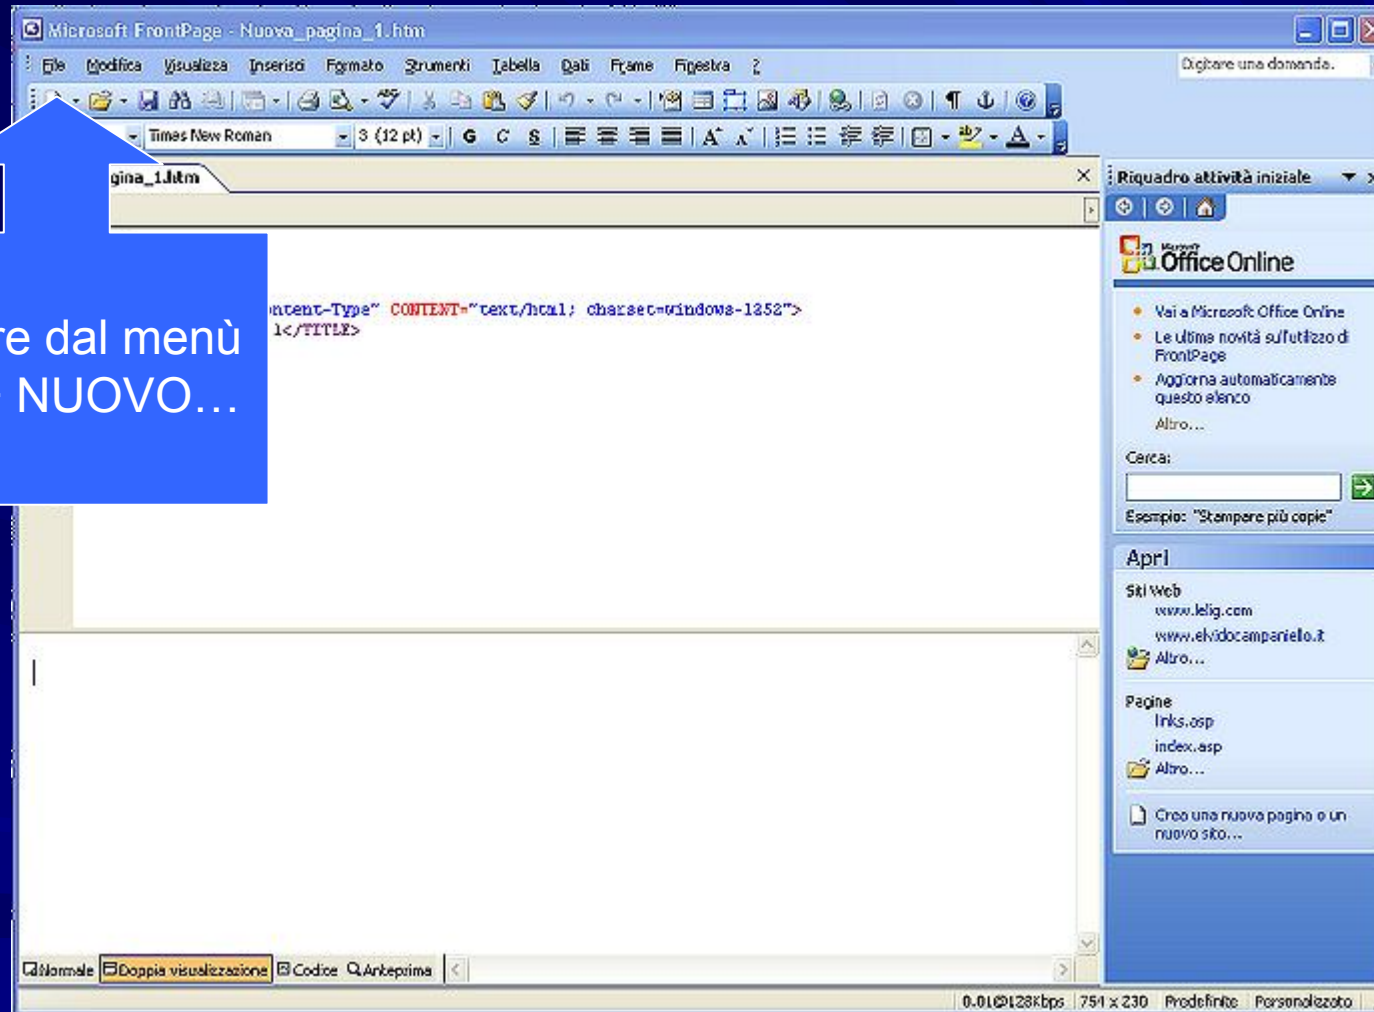 Microsoft FrontPage - Nuova_pagina_1.htm
File Modifica Visualizza Inserisci Formato Strumenti Tabella Dati Frame Finestra ?
Digitare una domanda.
Times New Roman 3 (12 pt) G C S
gina_1.htm
Riquadro attività iniziale
Microsoft Office Online
Vai a Microsoft Office Online
Le ultime novità sull'utilizzo di
FrontPage
Aggiorna automaticamente
questo elenco
Altro...
Cerca:
Esempio: "Stampare più copie"
Apri
Siti Web
www.lelig.com
www.elvidocampaniello.it
Altro...
Pagine
links.asp
index.asp
Altro...
Crea una nuova pagina o un
nuovo sito...
ontent-Type" CONTENT="text/html; charset=windows-1252">
1</TITLE>
re dal menù
NUOVO…
Normale Doppia visualizzazione Codice Anteprima
0.01@128Kbps 754 x 230 Predefinito Personalizzato